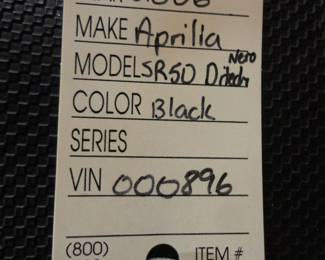 MAKE Aprilia
MODEL SR50 Ditech Nero
COLOR Black
SERIES
VIN 000896
(800)
ITEM #